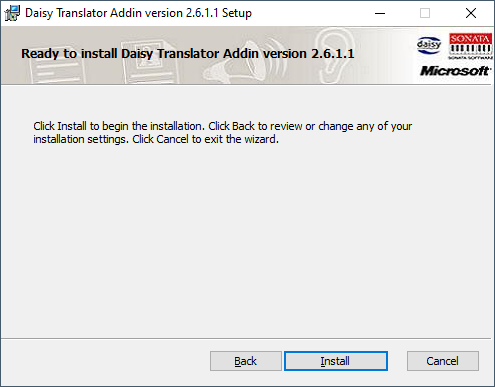 Daisy Translator Addin version 2.6.1.1 Setup
Ready to install Daisy Translator Addin version 2.6.1.1
daisy
SONATA
SONATA SOFTWARE
Microsoft
Click Install to begin the installation. Click Back to review or change any of your
installation settings. Click Cancel to exit the wizard.
Back
Install
Cancel